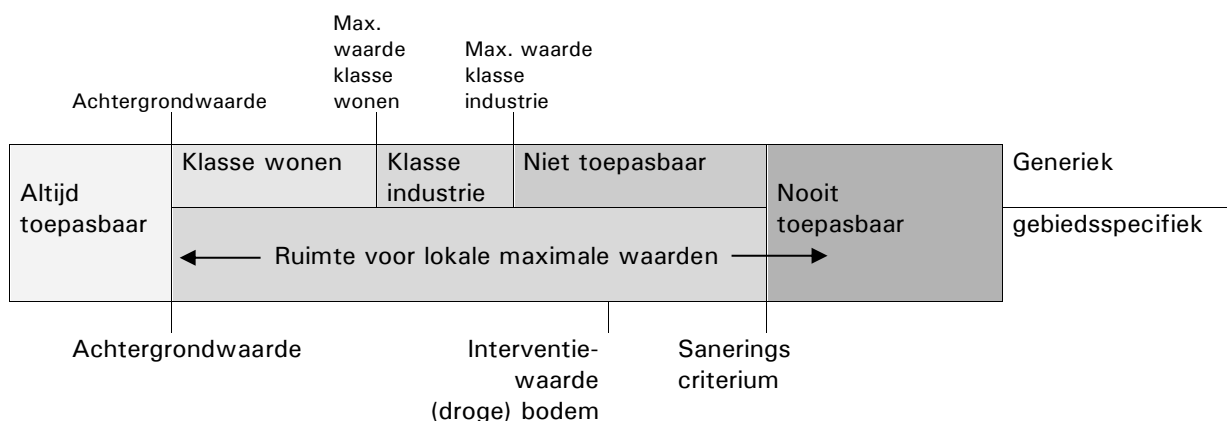 Max.
waarde
klasse
wonen
Max. waarde
klasse
industrie
Achtergrondwaarde
Altijd
toepasbaar
Klasse wonen
Klasse
industrie
Niet toepasbaar
Nooit
toepasbaar
Generiek
gebiedsspecifiek
Ruimte voor lokale maximale waarden
Achtergrondwaarde
Interventie-
waarde
(droge) bodem
Sanerings
criterium